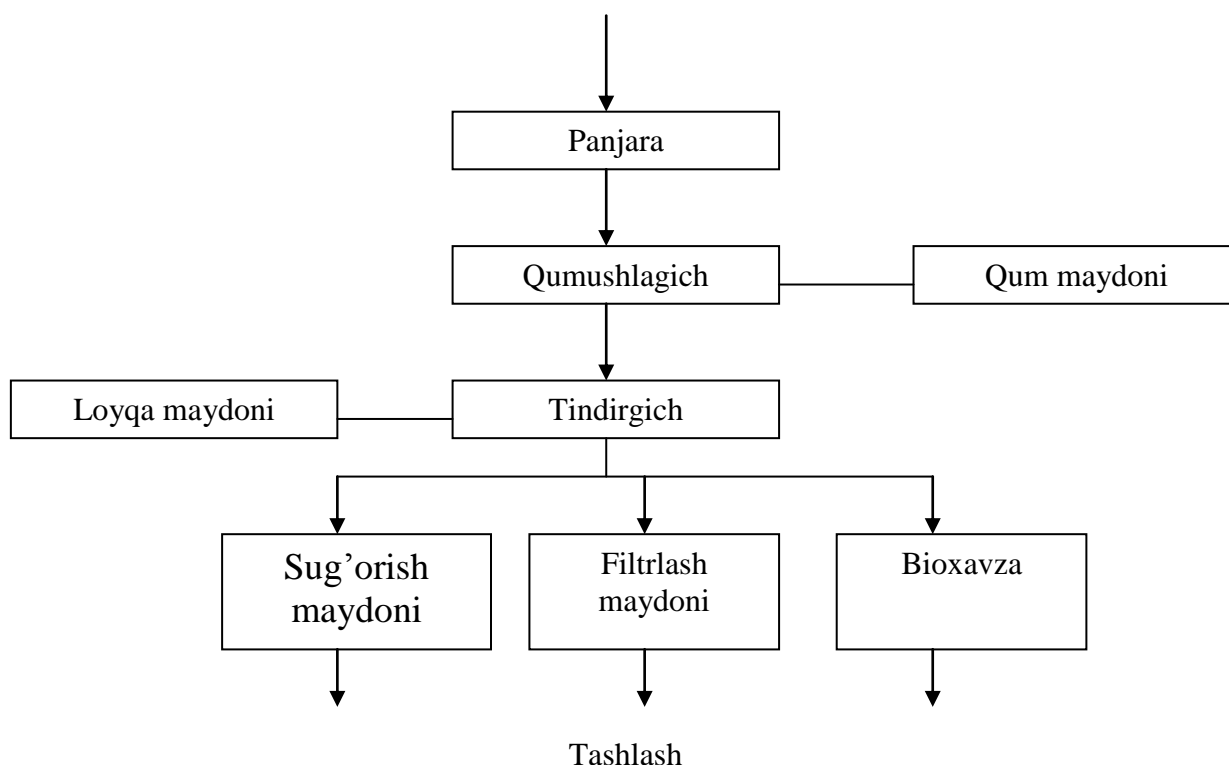 Panjara
Qumushlagich
Qum maydoni
Loyqa maydoni
Tindirgich
Sug’orish
maydoni
Filtrlash
maydoni
Bioxavza
Tashlash